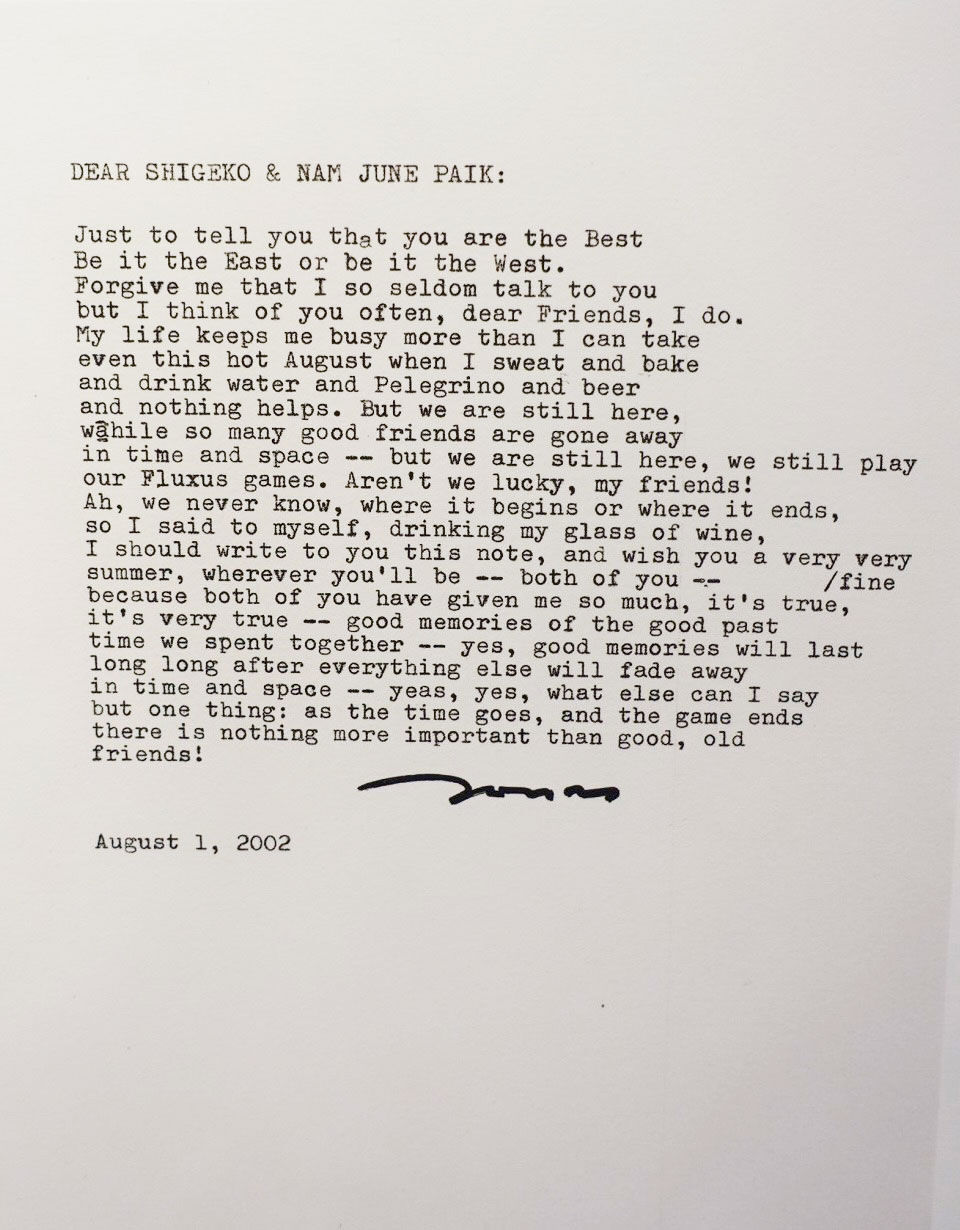 DEAR SHIGEKO & NAM JUNE PAIK:
Just to tell you that you are the Best
Be it the East or be it the West.
Forgive me that I so seldom talk to you
but I think of you often, dear Friends, I do.
My life keeps me busy more than I can take
even this hot August when I sweat and bake
and drink water and Pelegrino and beer
and nothing helps. But we are still here,
wahile so many good friends are gone away
in time and space -- but we are still here, we still play
our Fluxus games. Aren't we lucky, my friends!
Ah, we never know, where it begins or where it ends,
so I said to myself, drinking my glass of wine,
I should write to you this note, and wish you a very very
summer, wherever you'll be -- both of you -- /fine
because both of you have given me so much, it's true,
it's very true -- good memories of the good past
time we spent together -- yes, good memories will last
long long after everything else will fade away
in time and space -- yeas, yes, what else can I say
but one thing: as the time goes, and the game ends
there is nothing more important than good, old
friends!
Jonas
August 1, 2002